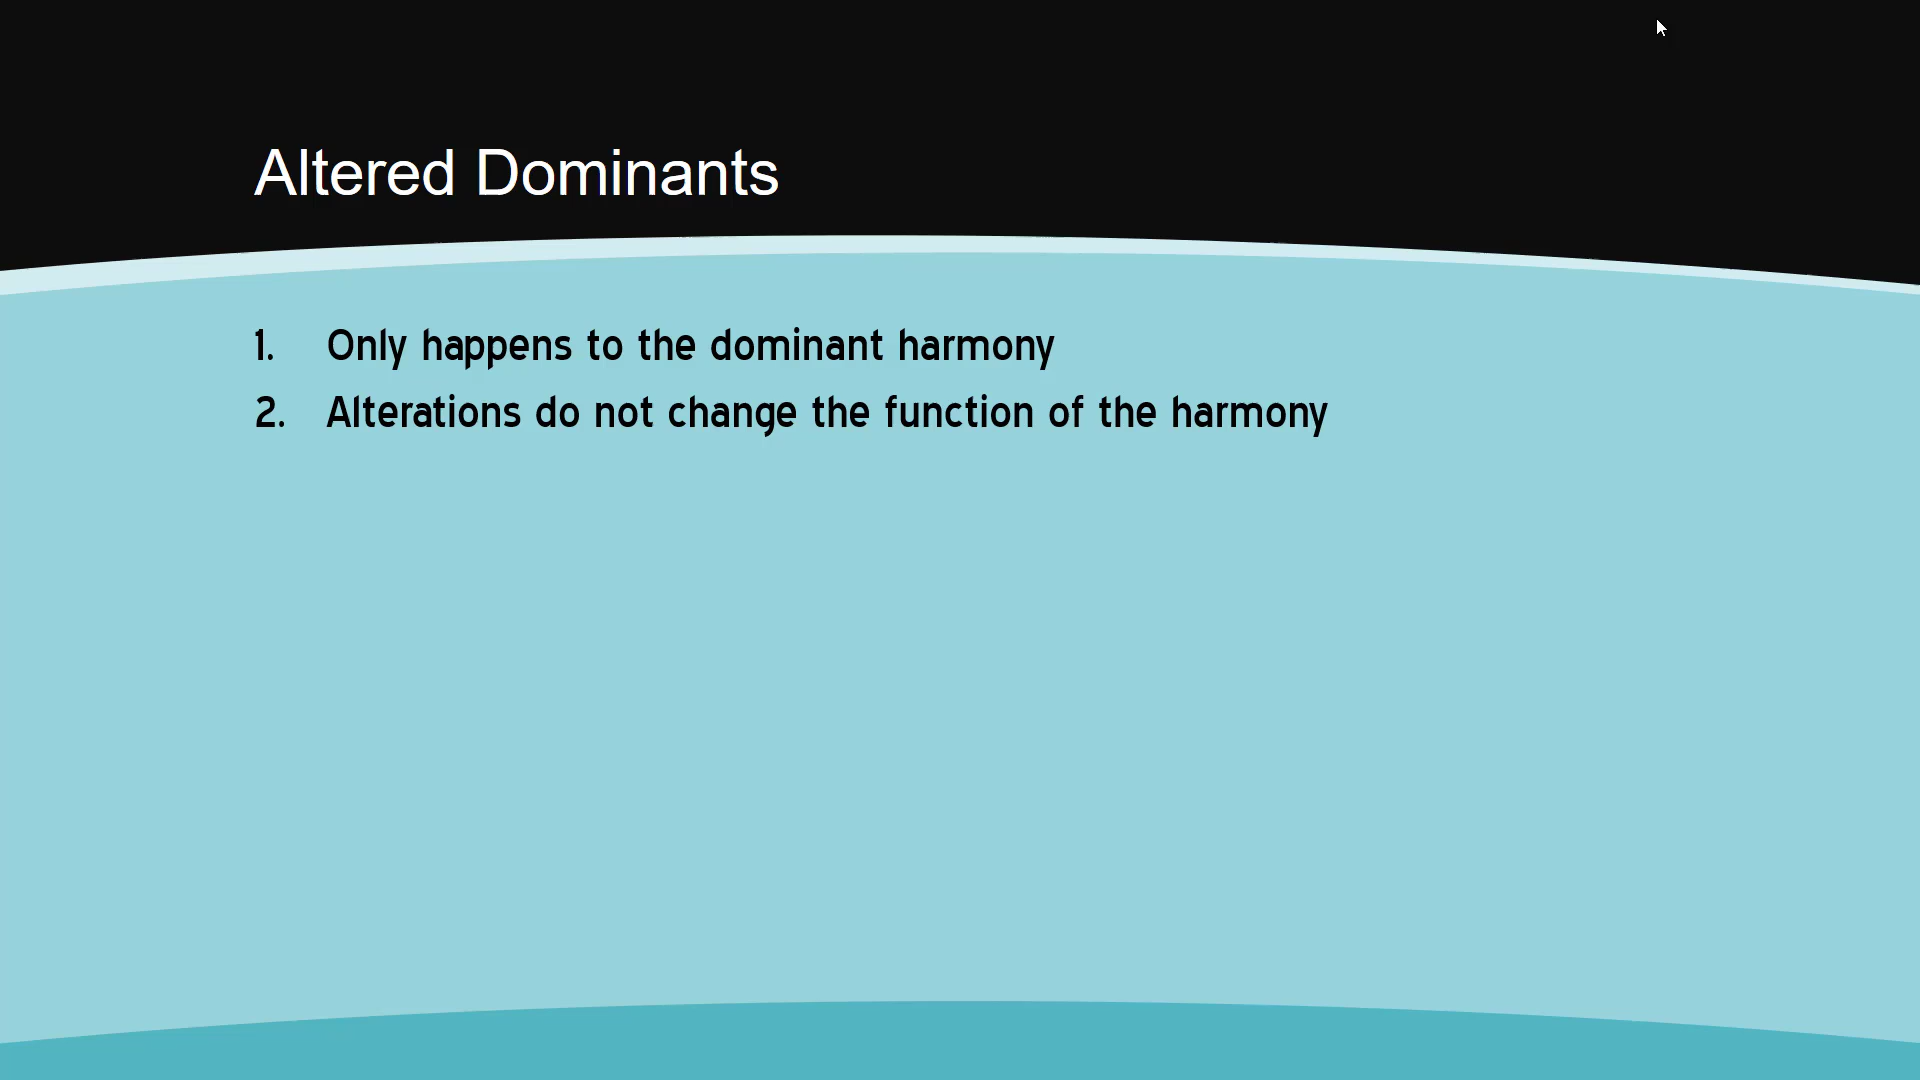 Altered Dominants
1. Only happens to the dominant harmony
2. Alterations do not change the function of the harmony